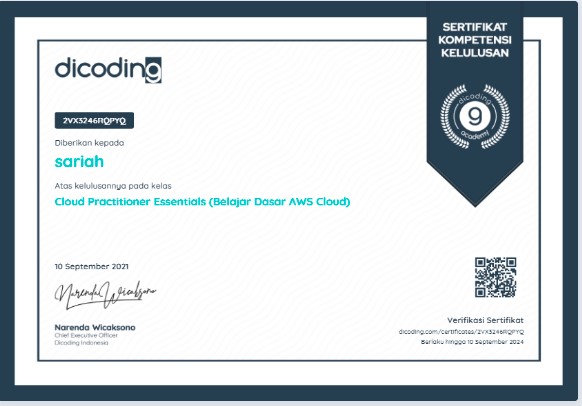 SERTIFIKAT
KOMPETENSI
KELULUSAN
dicoding
dicoding
9
academy
2VX3246RQPYQ
Diberikan kepada
sariah
Atas kelulusannya pada kelas
Cloud Practitioner Essentials (Belajar Dasar AWS Cloud)
10 September 2021
Narenda Wicaksono
Narenda Wicaksono
Chief Executive Officer
Dicoding Indonesia
Verifikasi Sertifikat
dicoding.com/certificates/2VX3246RQPYQ
Berlaku hingga 10 September 2024